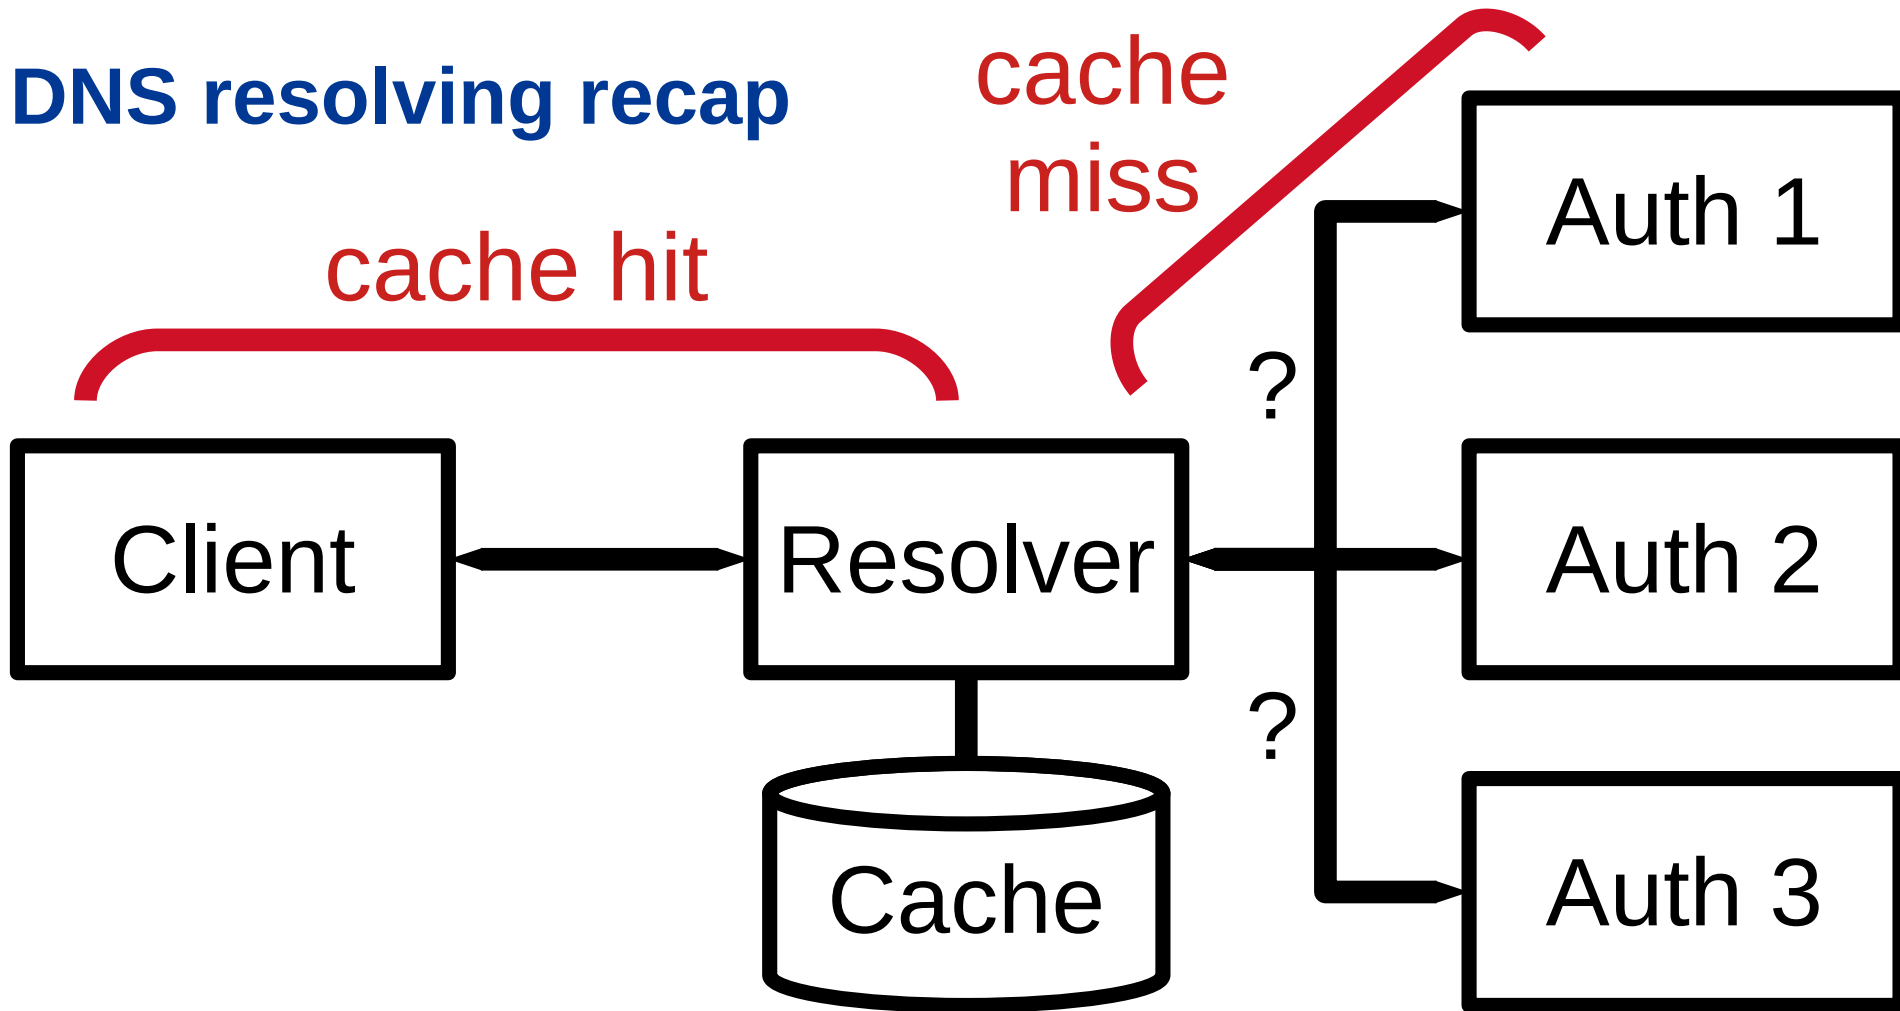 DNS resolving recap
cache
miss
cache hit
Auth 1
?
Client
Resolver
Auth 2
?
Cache
Auth 3